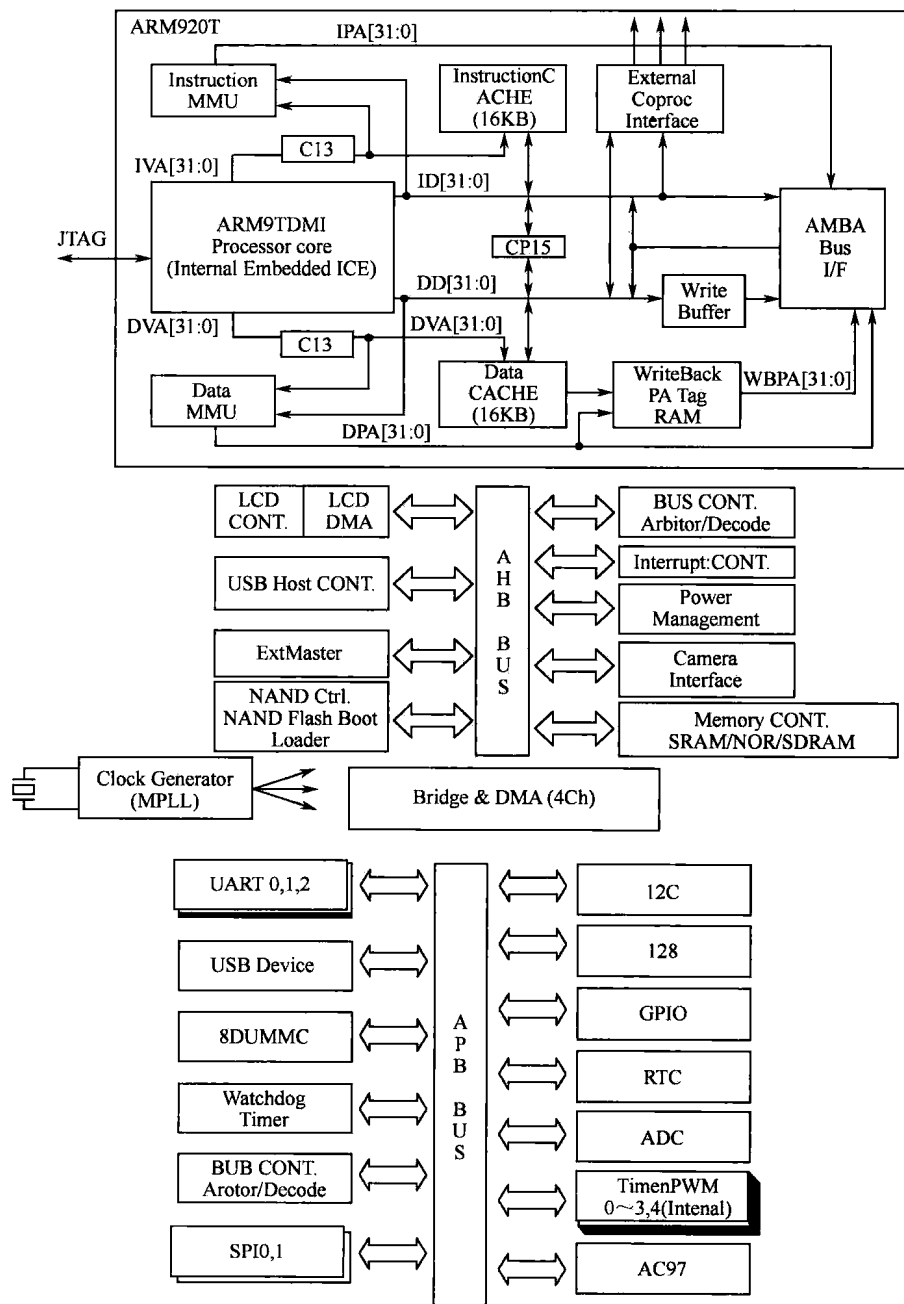 ARM920T
IPA[31:0]
Instruction
MMU
InstructionC
ACHE
(16KB)
External
Coproc
Interface
C13
IVA[31:0]
ID[31:0]
ARM9TDMI
Processor core
(Internal Embedded ICE)
JTAG
CP15
AMBA
Bus
I/F
DD[31:0]
Write
Buffer
DVA[31:0]
C13
DVA[31:0]
Data
MMU
Data
CACHE
(16KB)
WriteBack
PA Tag
RAM
WBPA[31:0]
DPA[31:0]
LCD
CONT.
LCD
DMA
BUS CONT.
Arbitor/Decode
USB Host CONT.
Interrupt:CONT.
Power
Management
ExtMaster
Camera
Interface
NAND Ctrl.
NAND Flash Boot
Loader
Memory CONT.
SRAM/NOR/SDRAM
A
H
B
B
U
S
Clock Generator
(MPLL)
Bridge & DMA (4Ch)
UART 0,1,2
12C
USB Device
128
8DUMMC
GPIO
Watchdog
Timer
RTC
BUB CONT.
Arotor/Decode
ADC
TimenPWM
0~3,4(Intenal)
SPI0,1
AC97
A
P
B
B
U
S